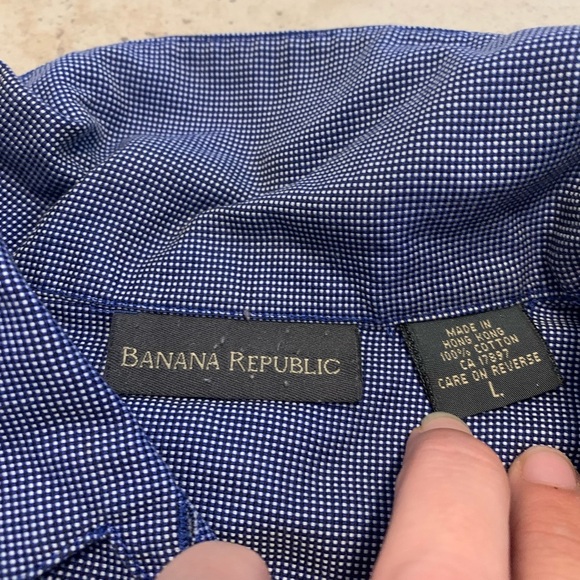 BANANA REPUBLIC
MADE IN
HONG KONG
100% COTTON
CA 17897
CARE ON REVERSE
L.